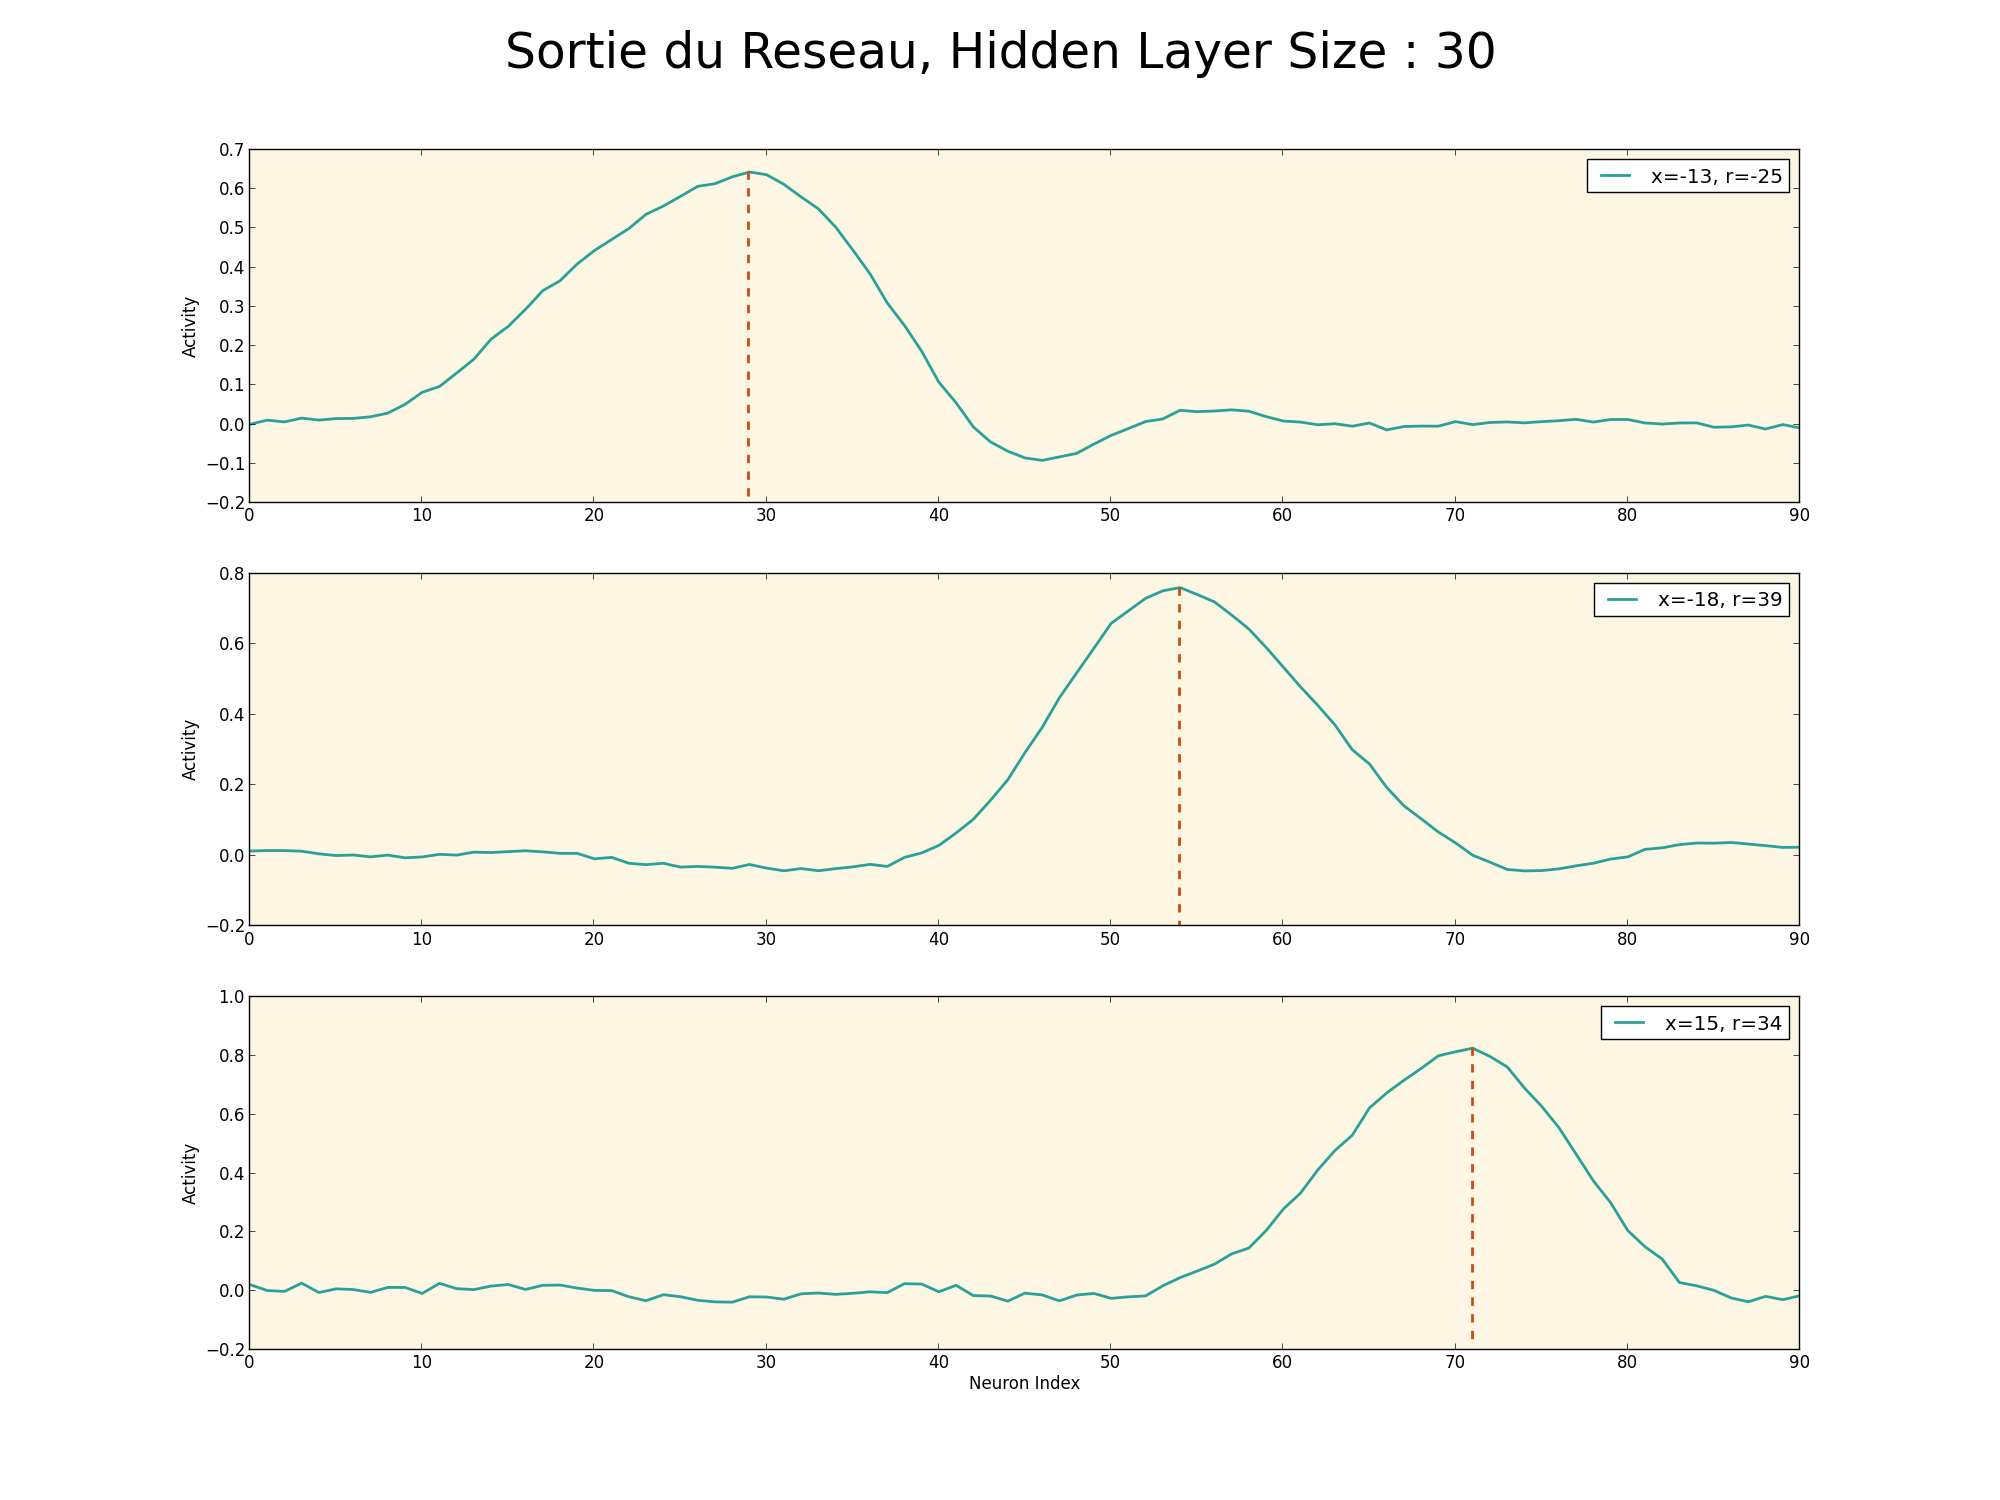 Sortie du Reseau, Hidden Layer Size : 30
0.7
0.6
0.5
0.4
0.3
0.2
0.1
0.0
−0.1
−0.2
Activity
x=-13, r=-25
0 10 20 30 40 50 60 70 80 90
0.8
0.6
0.4
0.2
0.0
−0.2
Activity
x=-18, r=39
0 10 20 30 40 50 60 70 80 90
1.0
0.8
0.6
0.4
0.2
0.0
−0.2
Activity
x=15, r=34
0 10 20 30 40 50 60 70 80 90
Neuron Index